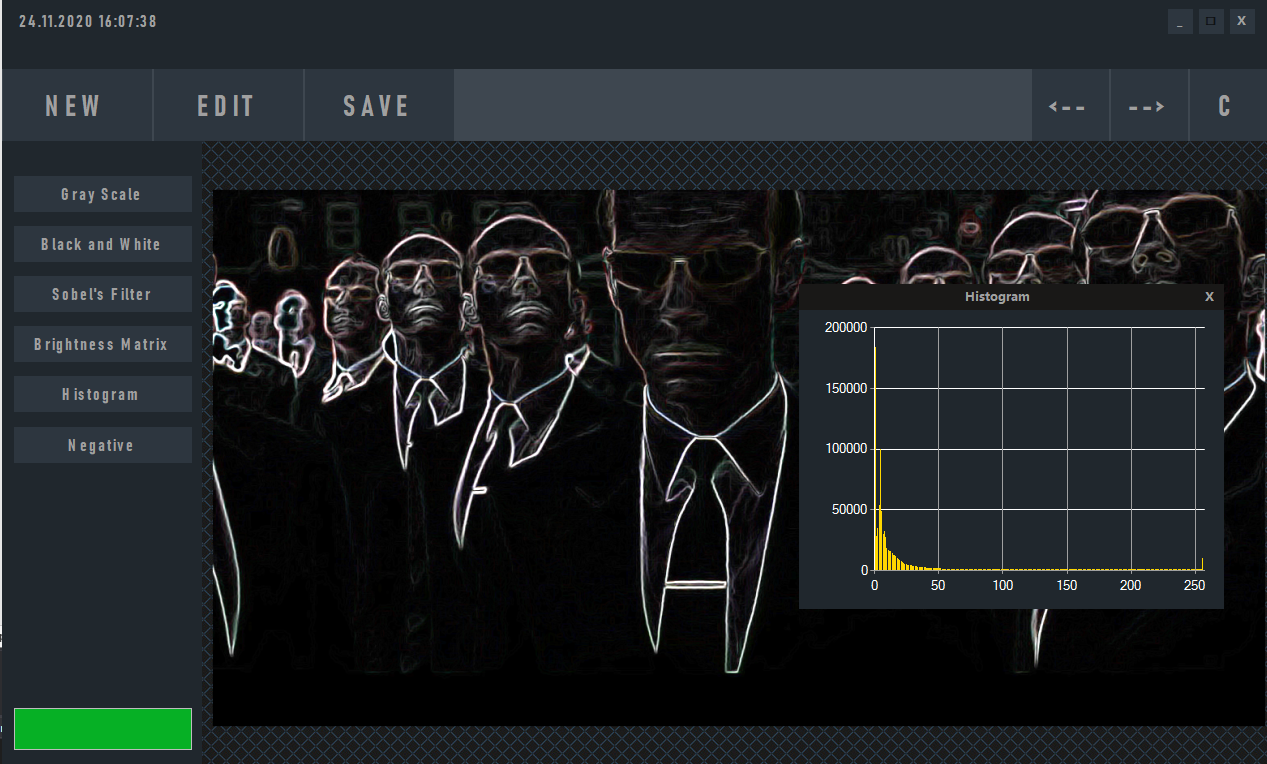 24.11.2020 16:07:38
_ □ X
NEW EDIT SAVE <-- --> C
Gray Scale
Black and White
Sobel's Filter
Brightness Matrix
Histogram
Negative
Histogram X
200000
150000
100000
50000
0
0 50 100 150 200 250